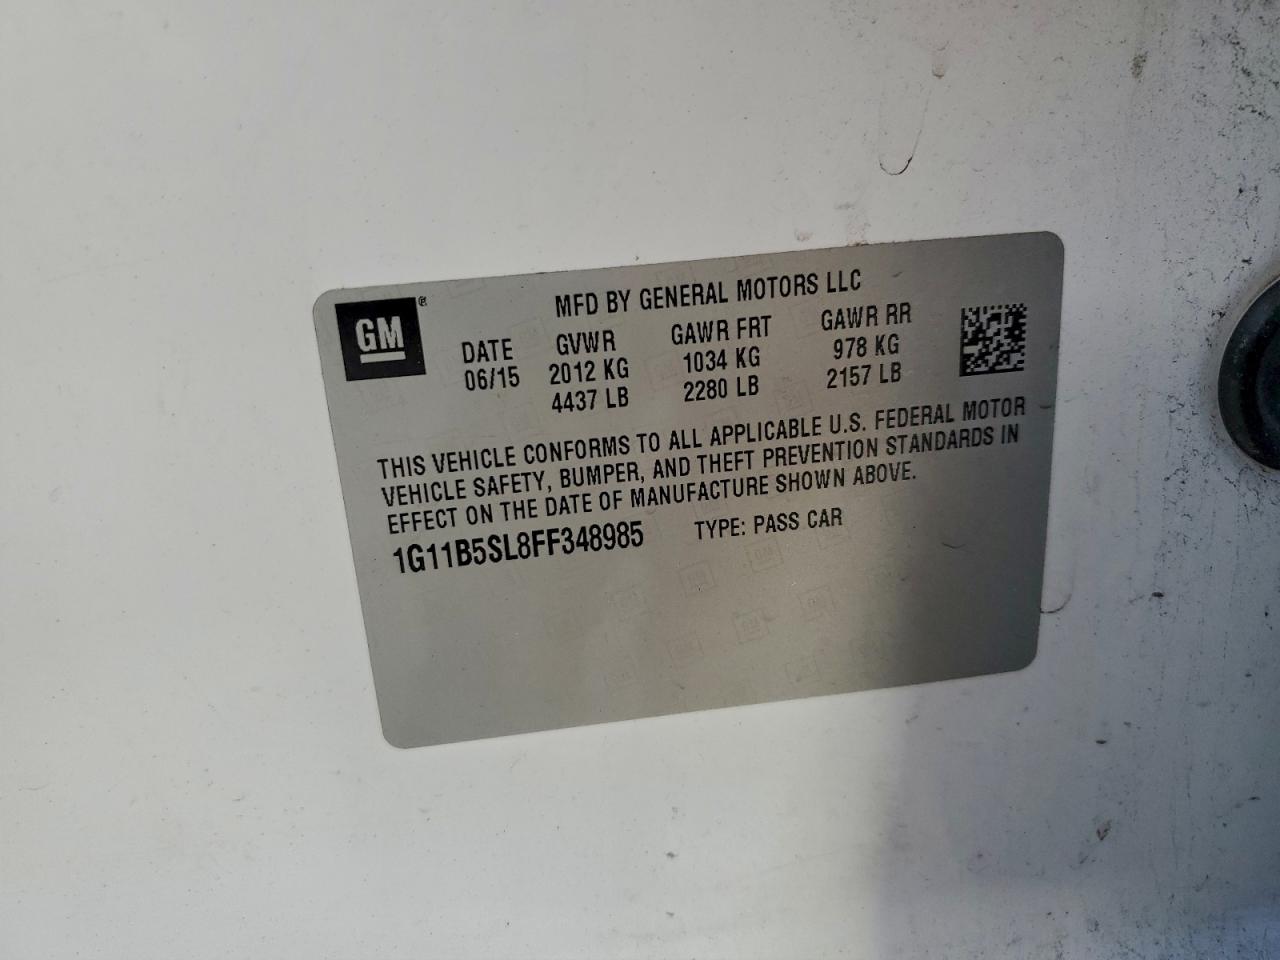 GM®
MFD BY GENERAL MOTORS LLC
DATE GVWR GAWR FRT GAWR RR
06/15 2012 KG 1034 KG 978 KG
4437 LB 2280 LB 2157 LB
THIS VEHICLE CONFORMS TO ALL APPLICABLE U.S. FEDERAL MOTOR
VEHICLE SAFETY, BUMPER, AND THEFT PREVENTION STANDARDS IN
EFFECT ON THE DATE OF MANUFACTURE SHOWN ABOVE.
1G11B5SL8FF348985 TYPE: PASS CAR